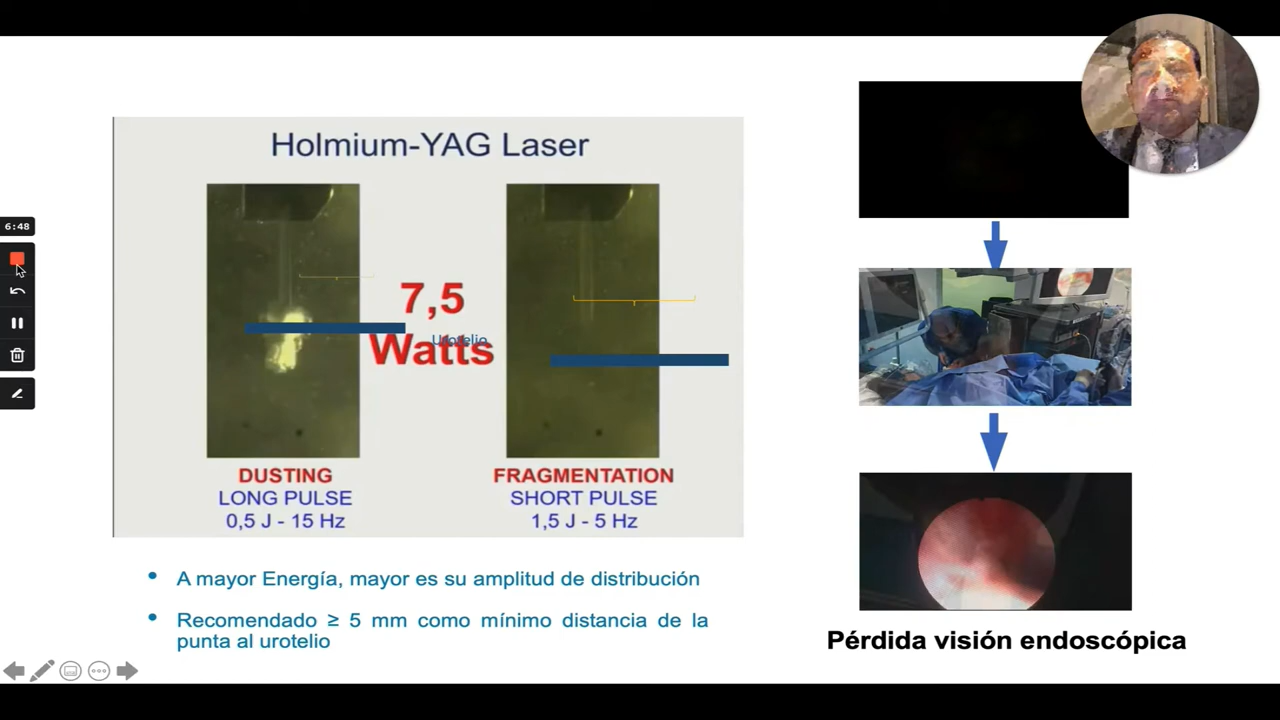 6:48
Holmium-YAG Laser
7,5
Urotelio
Watts
DUSTING
LONG PULSE
0,5 J - 15 Hz
FRAGMENTATION
SHORT PULSE
1,5 J - 5 Hz
• A mayor Energía, mayor es su amplitud de distribución
• Recomendado ≥ 5 mm como mínimo distancia de la
punta al urotelio
Pérdida visión endoscópica